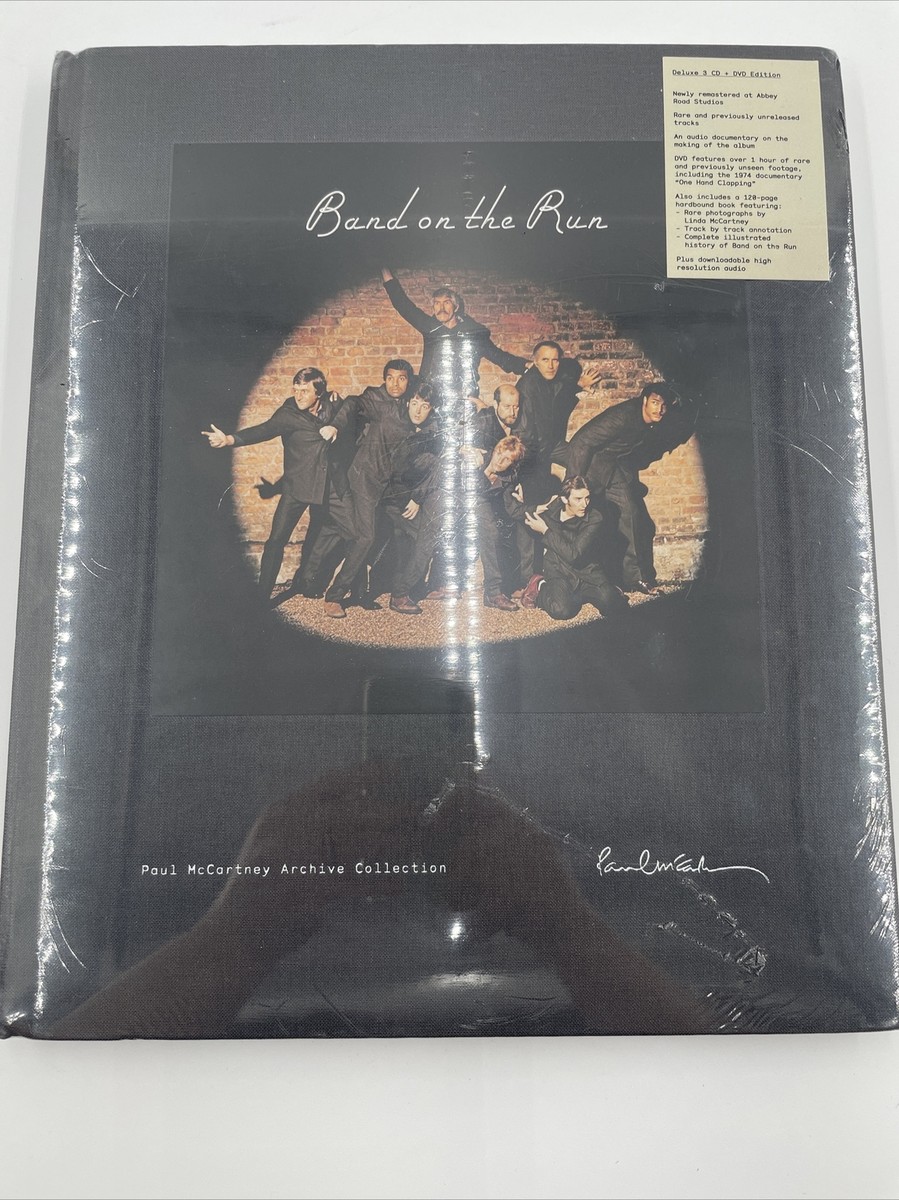 Deluxe 3 CD + DVD Edition
Newly remastered at Abbey
Road Studios
Rare and previously unreleased
tracks
An audio documentary on the
making of the album
DVD features over 1 hour of rare
and previously unseen footage,
including the 1974 documentary
"One Hand Clapping"
Also includes a 120-page
hardbound book featuring:
- Rare photographs by
Linda McCartney
- Track by track annotation
- Complete illustrated
history of Band on the Run
Plus downloadable high
resolution audio
Band on the Run
Paul McCartney Archive Collection
Paul McCartney